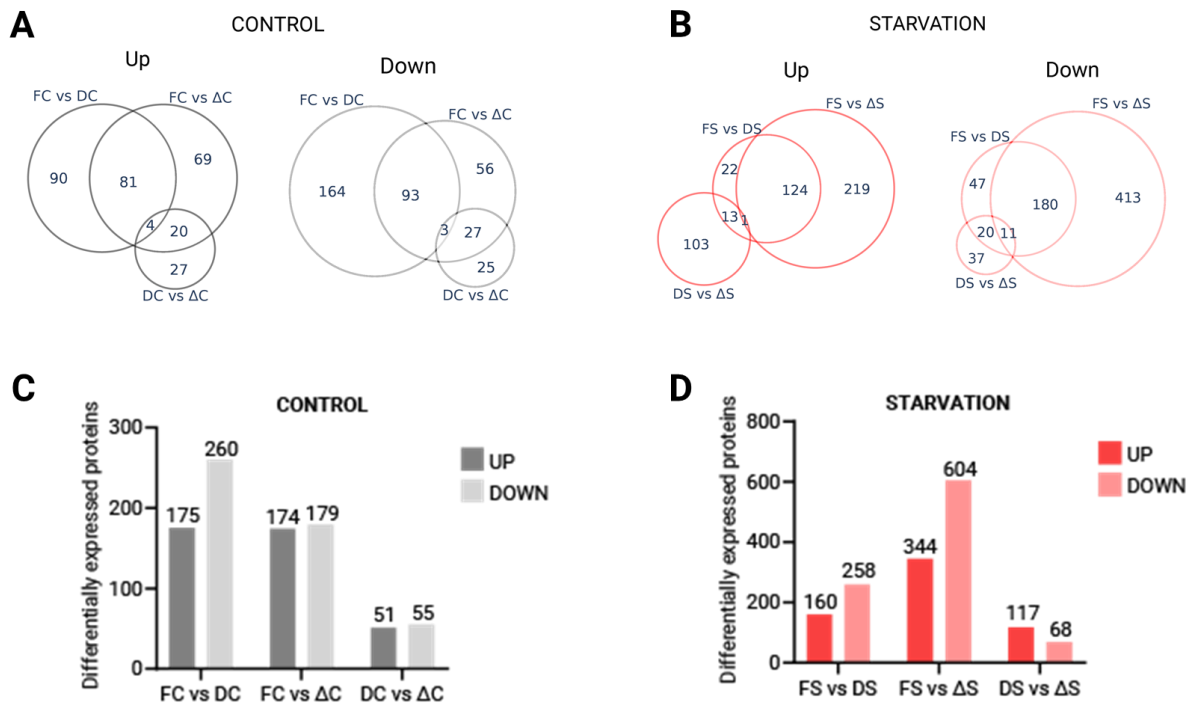 A
CONTROL
Up
Down
FC vs DC
FC vs ΔC
90
81
69
4
20
27
DC vs ΔC
FC vs DC
FC vs ΔC
164
93
56
3
27
25
DC vs ΔC
B
STARVATION
Up
Down
FS vs ΔS
FS vs DS
22
124
219
13
1
103
DS vs ΔS
FS vs ΔS
FS vs DS
47
180
413
20
11
37
DS vs ΔS
C
CONTROL
Differentially expressed proteins
300
200
100
0
175
260
174
179
51
55
FC vs DC
FC vs ΔC
DC vs ΔC
UP
DOWN
D
STARVATION
Differentially expressed proteins
800
600
400
200
0
160
258
344
604
117
68
FS vs DS
FS vs ΔS
DS vs ΔS
UP
DOWN